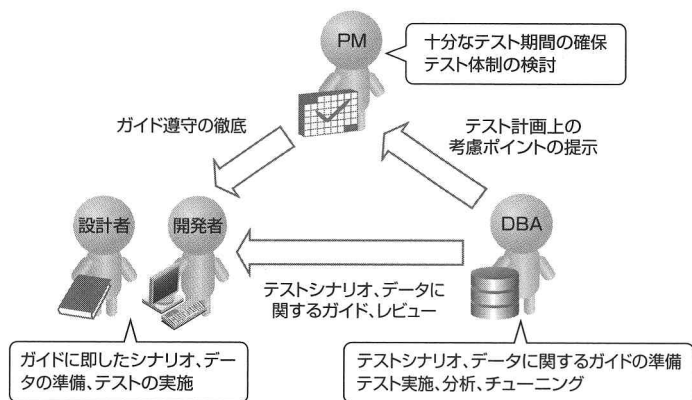 PM
十分なテスト期間の確保
テスト体制の検討
ガイド遵守の徹底
テスト計画上の
考慮ポイントの提示
設計者
開発者
DBA
テストシナリオ、データに
関するガイド、レビュー
ガイドに即したシナリオ、デー
タの準備、テストの実施
テストシナリオ、データに関するガイドの準備
テスト実施、分析、チューニング